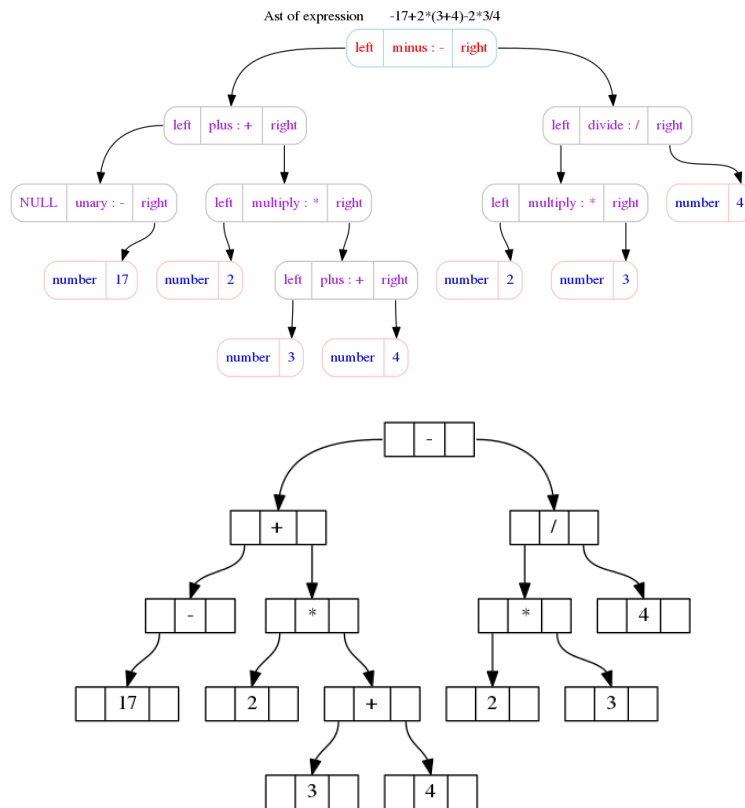 Ast of expression -17+2*(3+4)-2*3/4
left minus : - right
left plus : + right left divide : / right
NULL unary : - right left multiply : * right left multiply : * right number 4
number 17 number 2 left plus : + right number 2 number 3
number 3 number 4
-
+ /
- * * 4
17 2 + 2 3
3 4